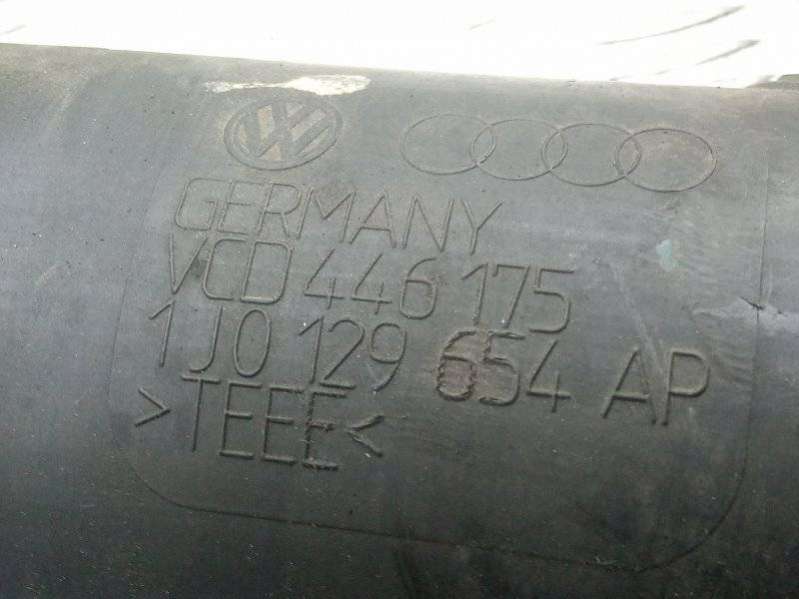 GERMANY
VCD 446 175
1J0 129 654 AP
>TEEE<